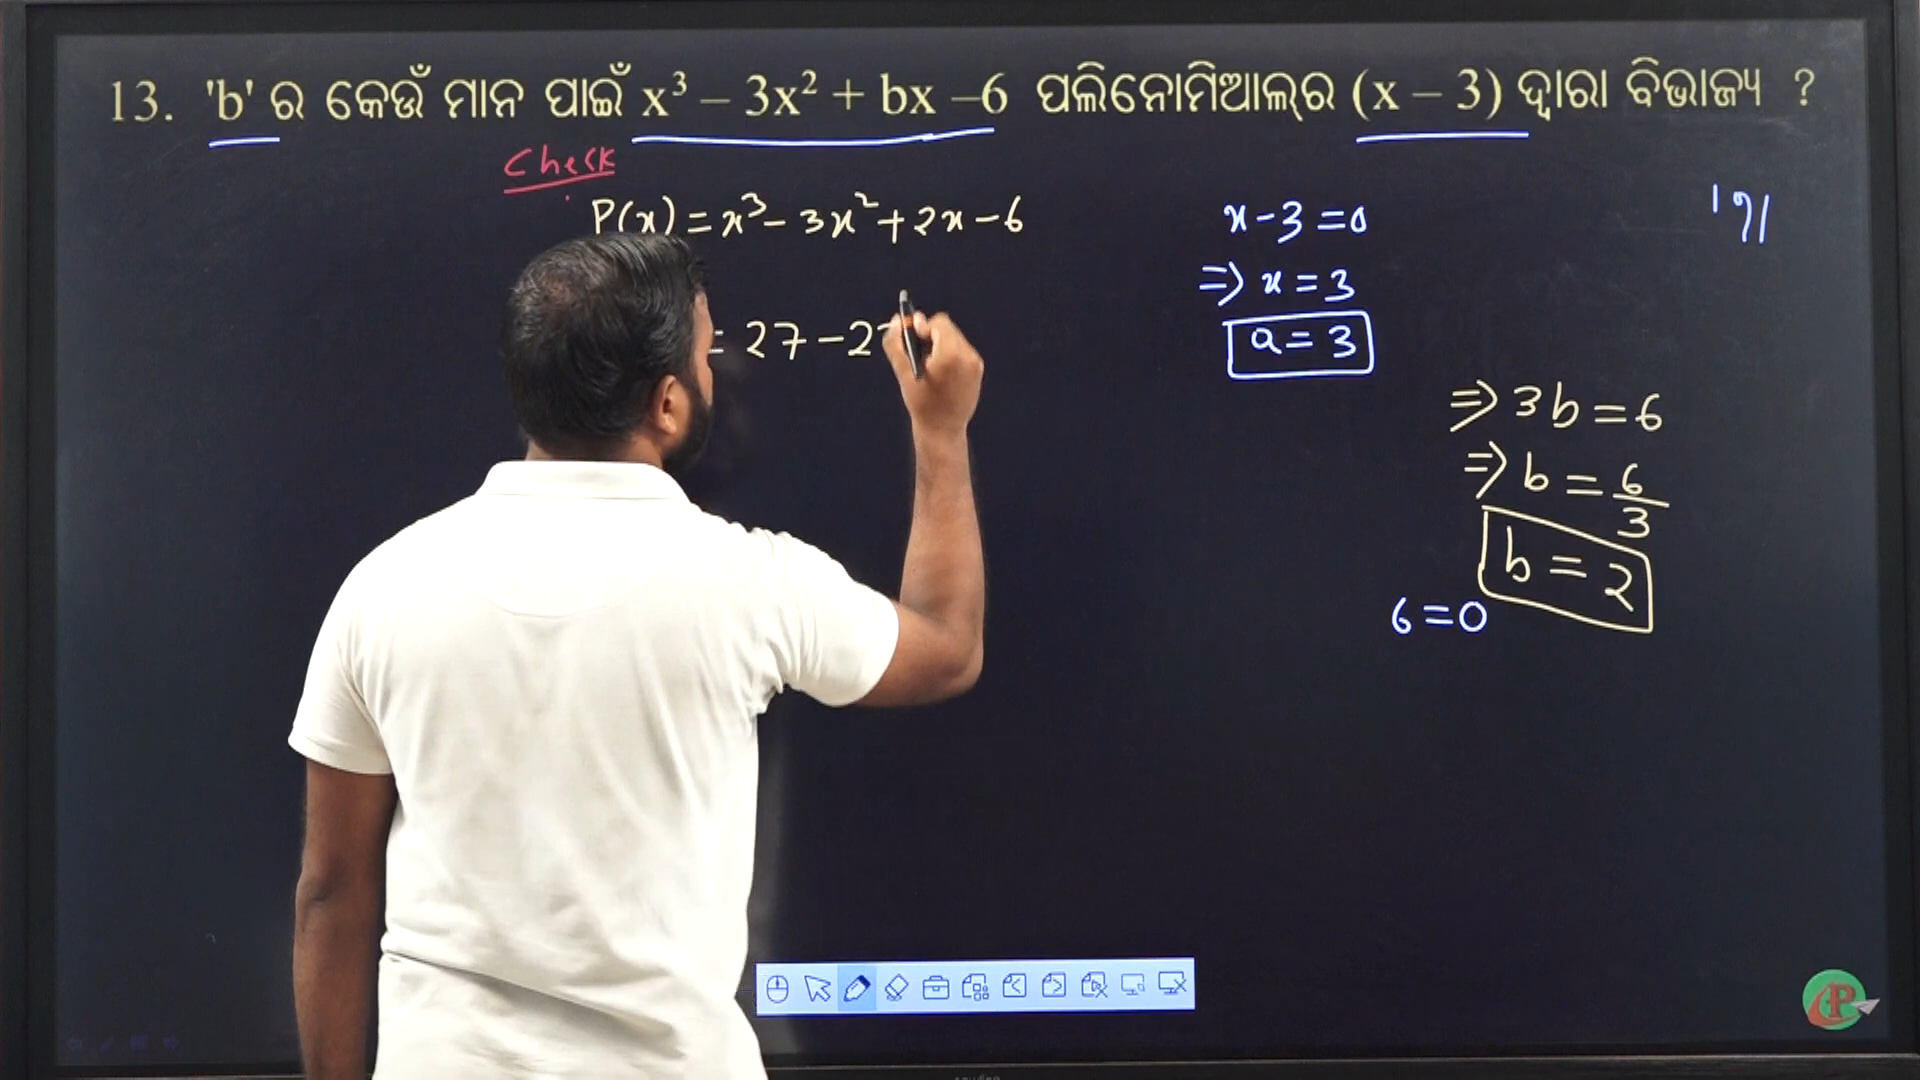 13. 'b' ର କେଉଁ ମାନ ପାଇଁ x³ – 3x² + bx –6 ପଲିନୋମିଆଲ୍‌ର (x – 3) ଦ୍ୱାରା ବିଭାଜ୍ୟ ?
Check
P(x) = x³ - 3x² + 2x - 6
= 27 - 2
x - 3 = 0
⇒ x = 3
a = 3
⇒ 3b = 6
⇒ b = 6/3
b = 2
6 = 0